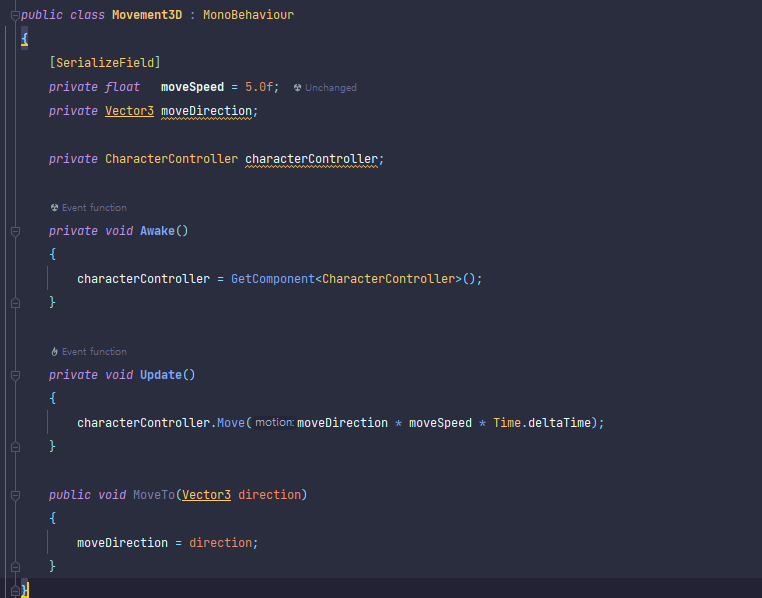 public class Movement3D : MonoBehaviour
{
    [SerializeField]
    private float   moveSpeed = 5.0f;  Unchanged
    private Vector3 moveDirection;

    private CharacterController characterController;

    Event function
    private void Awake()
    {
        characterController = GetComponent<CharacterController>();
    }

    Event function
    private void Update()
    {
        characterController.Move(motion: moveDirection * moveSpeed * Time.deltaTime);
    }

    public void MoveTo(Vector3 direction)
    {
        moveDirection = direction;
    }
}